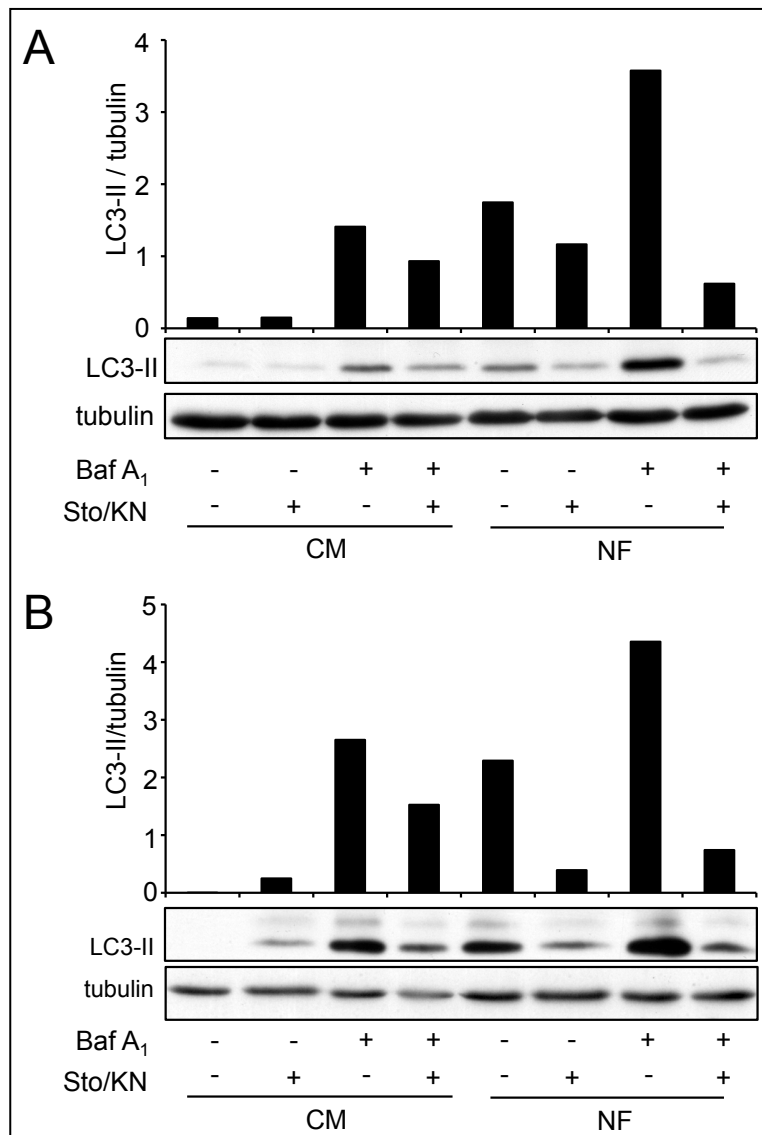 A
LC3-II / tubulin
4
3
2
1
0
LC3-II
tubulin
Baf A₁ - - + + - - + +
Sto/KN - + - + - + - +
CM NF
B
LC3-II/tubulin
5
4
3
2
1
0
LC3-II
tubulin
Baf A₁ - - + + - - + +
Sto/KN - + - + - + - +
CM NF